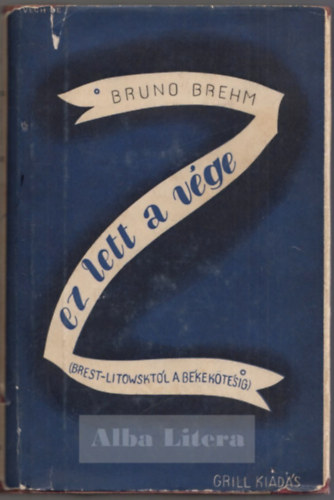 BRUNO BREHM
ez lett a vége
(BREST-LITOWSKTÓL A BÉKEKÖTÉSIG)
Alba Litera
GRILL KIADÁS